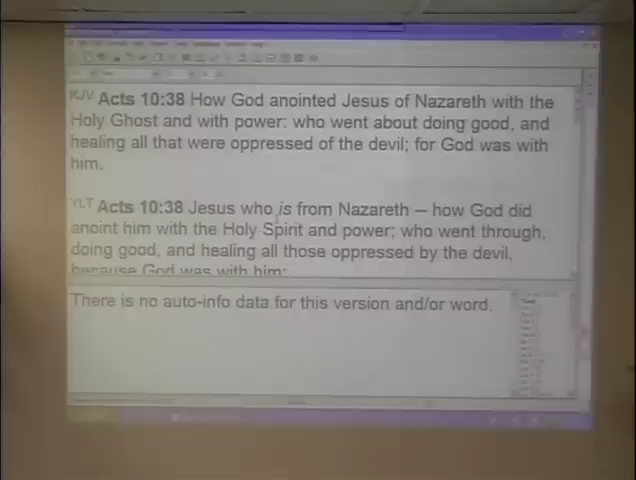 KJV Acts 10:38 How God anointed Jesus of Nazareth with the
Holy Ghost and with power: who went about doing good, and
healing all that were oppressed of the devil; for God was with
him.
YLT Acts 10:38 Jesus who is from Nazareth — how God did
anoint him with the Holy Spirit and power; who went through,
doing good, and healing all those oppressed by the devil,
because God was with him;
There is no auto-info data for this version and/or word.